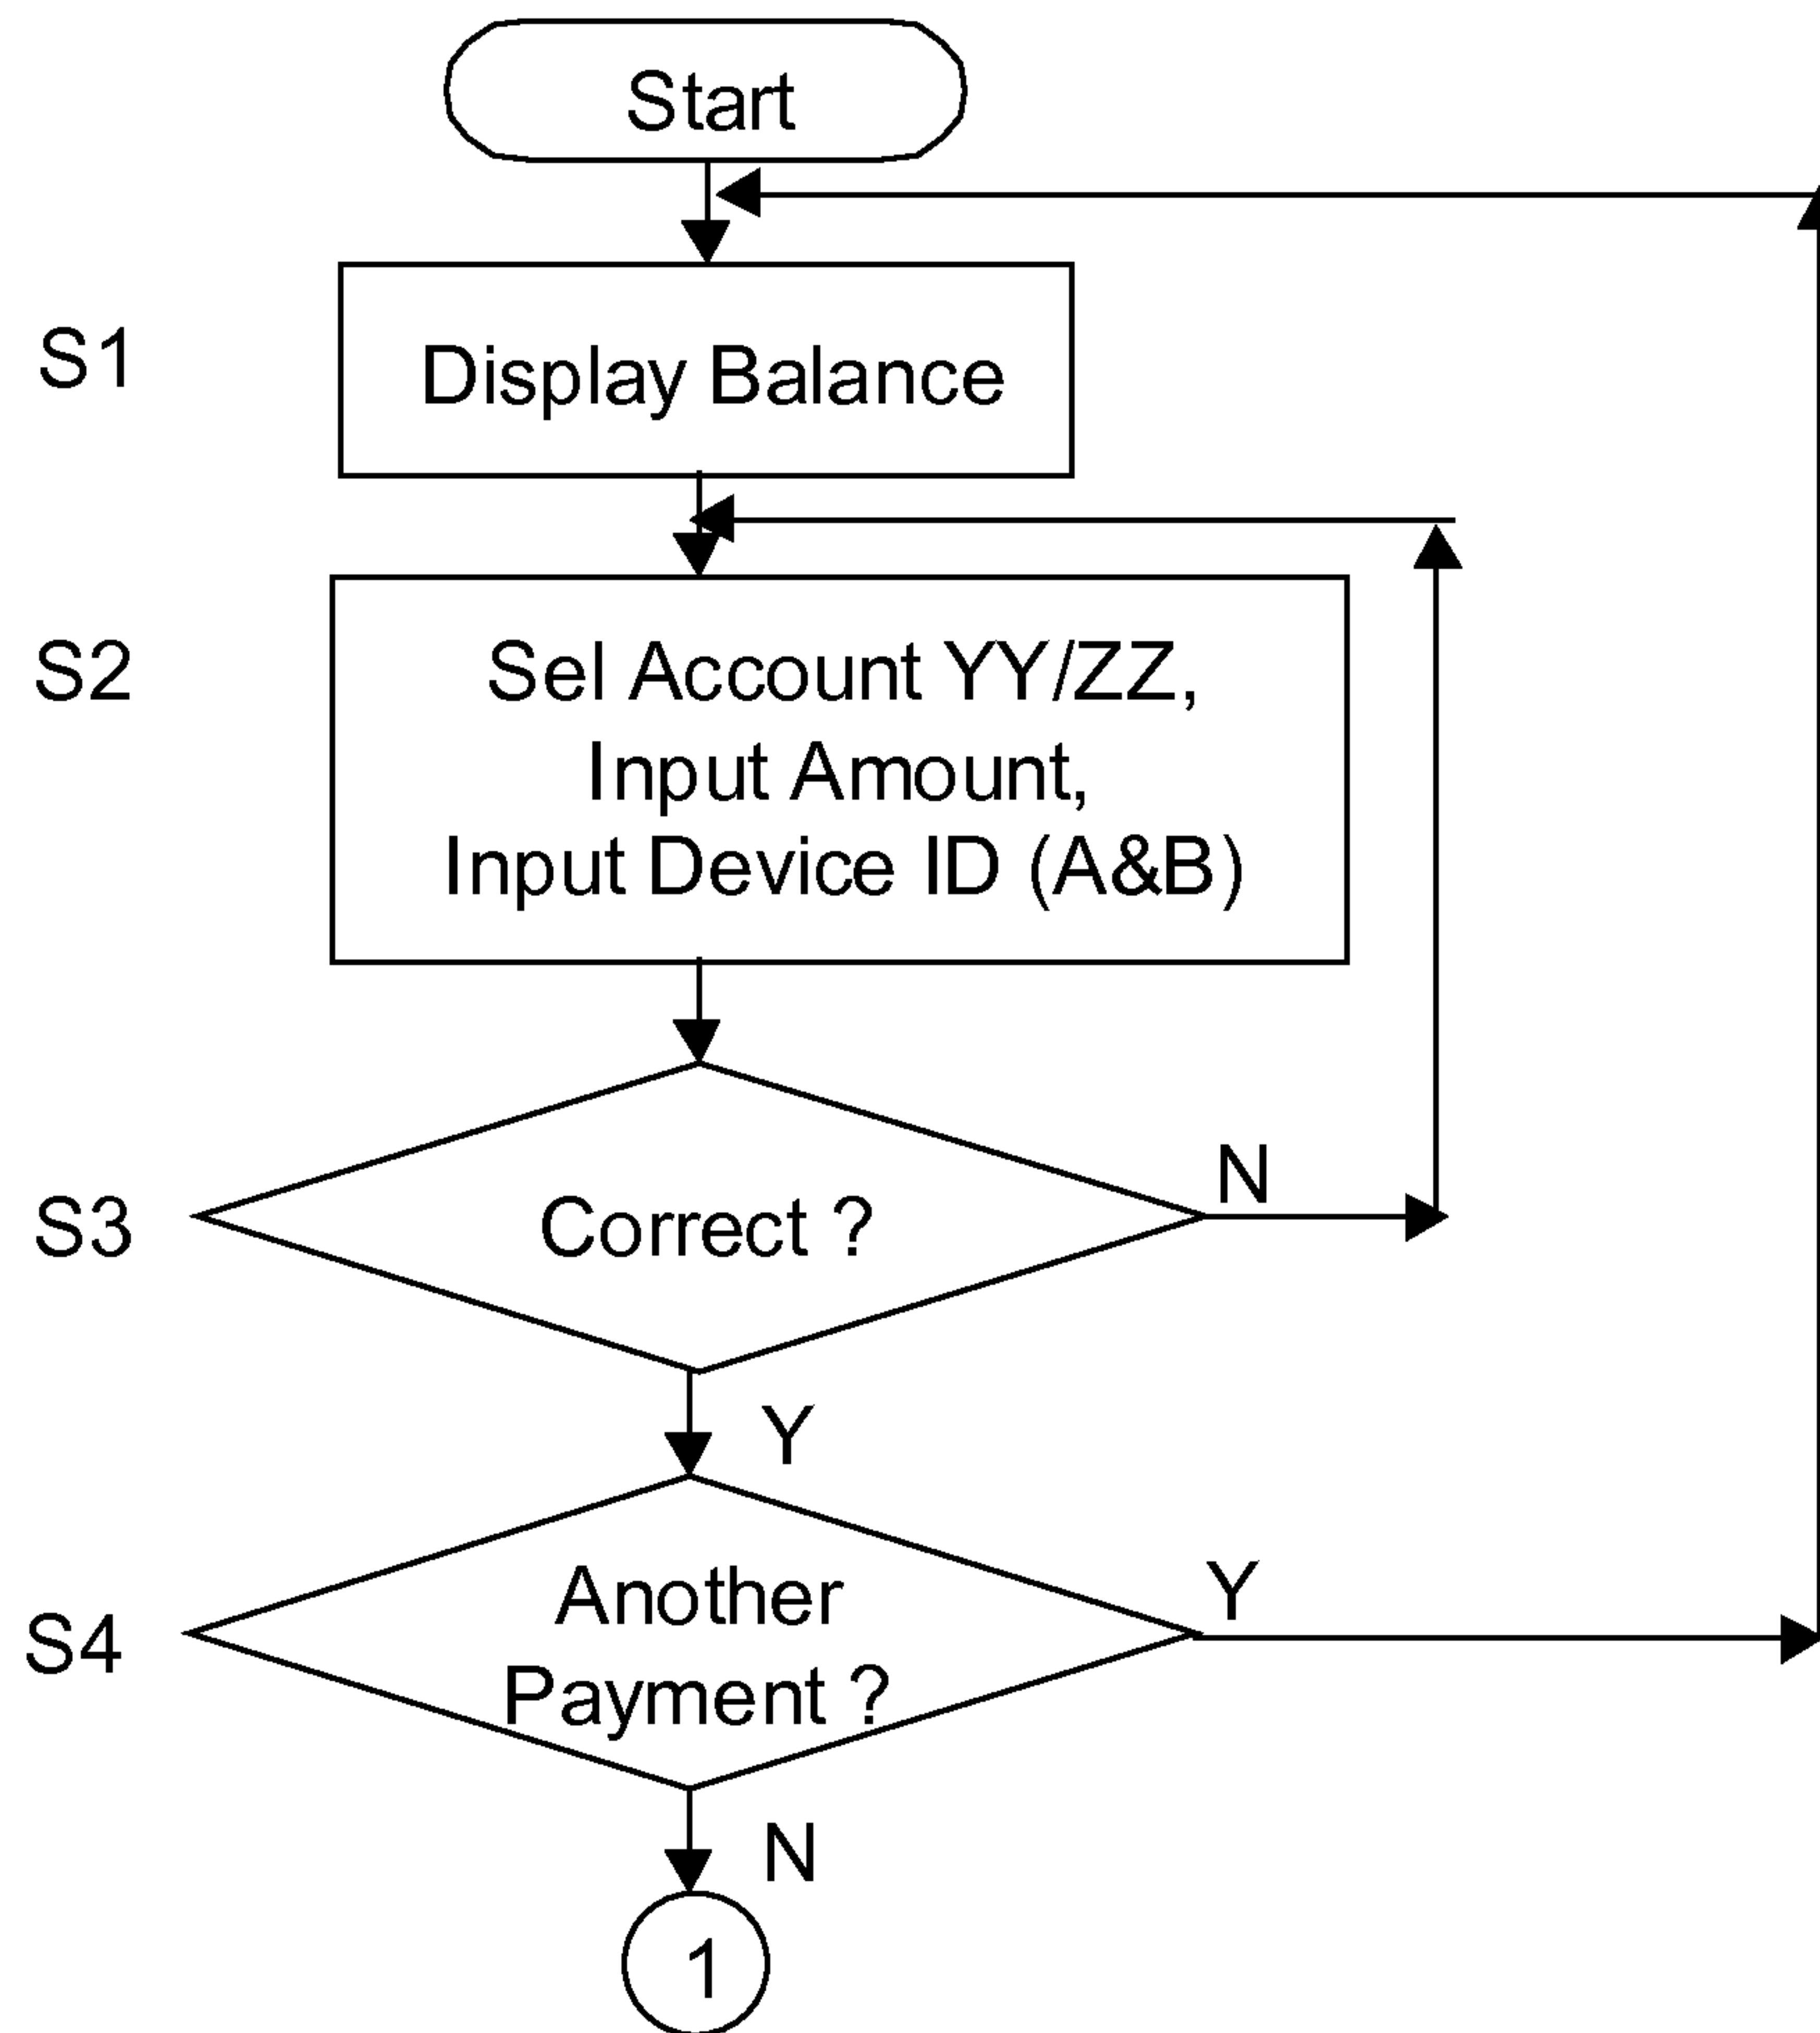 Start
S1
Display Balance
S2
Sel Account YY/ZZ,
Input Amount,
Input Device ID (A&B)
S3
Correct ?
N
Y
S4
Another
Payment ?
Y
N
1